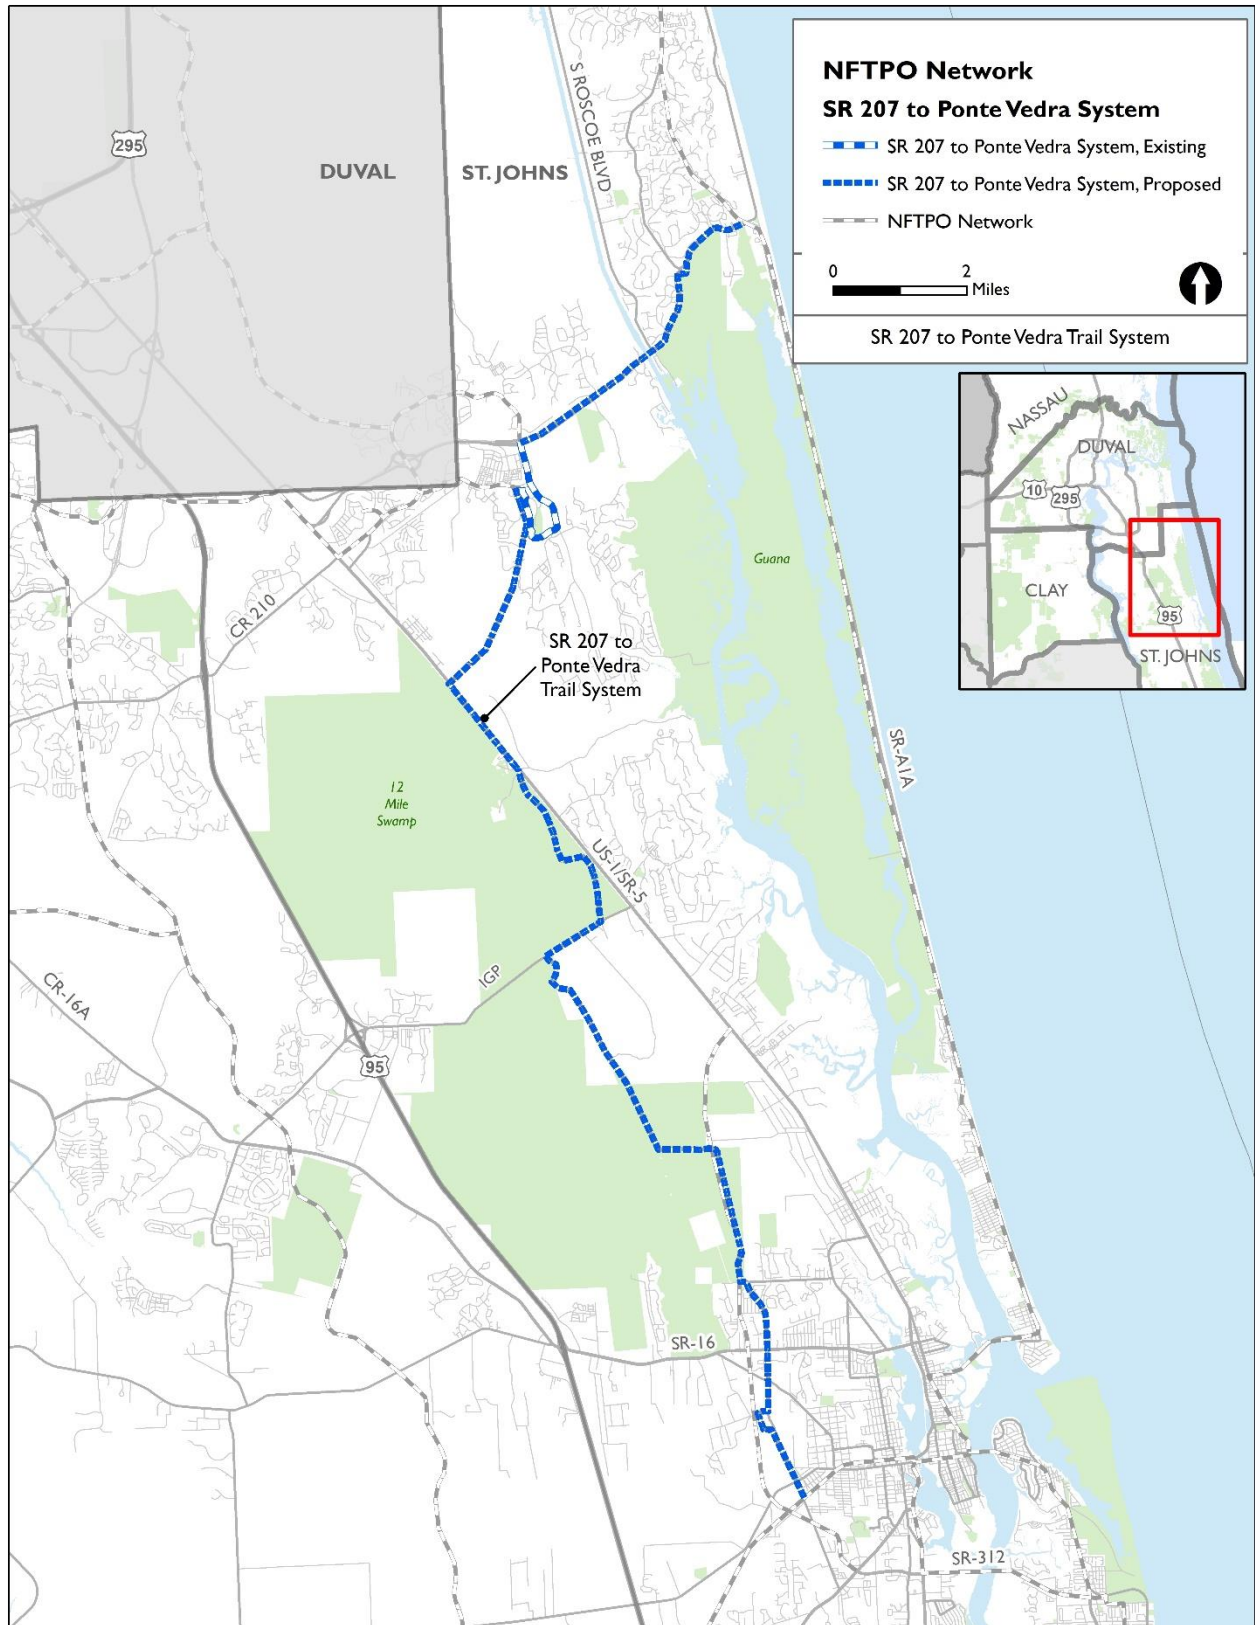 NFTPO Network
SR 207 to Ponte Vedra System
SR 207 to Ponte Vedra System, Existing
SR 207 to Ponte Vedra System, Proposed
NFTPO Network
0 2
Miles
SR 207 to Ponte Vedra Trail System
NASSAU
DUVAL
10
295
CLAY
95
ST. JOHNS
295
DUVAL
ST. JOHNS
S ROSCOE BLVD
Guana
CR 210
SR 207 to
Ponte Vedra
Trail System
SR-A1A
12
Mile
Swamp
US-1/SR-5
IGP
CR-16A
95
SR-16
SR-312